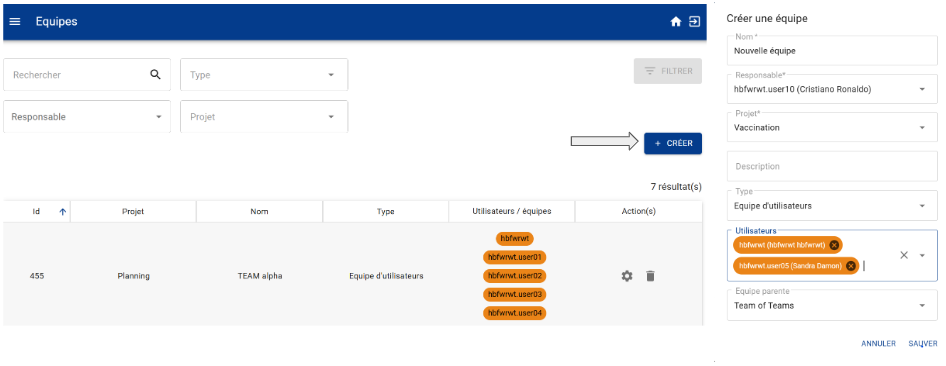 Equipes
Rechercher
Type
FILTRER
Responsable
Projet
+ CRÉER
7 résultat(s)
Id Projet Nom Type Utilisateurs / équipes Action(s)
455 Planning TEAM alpha Equipe d'utilisateurs
hbfwrwt
hbfwrwt.user01
hbfwrwt.user02
hbfwrwt.user03
hbfwrwt.user04
Créer une équipe
Nom *
Nouvelle équipe
Responsable*
hbfwrwt.user10 (Cristiano Ronaldo)
Projet*
Vaccination
Description
Type
Equipe d'utilisateurs
Utilisateurs
hbfwrwt (hbfwrwt hbfwrwt)
hbfwrwt.user05 (Sandra Damon)
Equipe parente
Team of Teams
ANNULER SAUVER